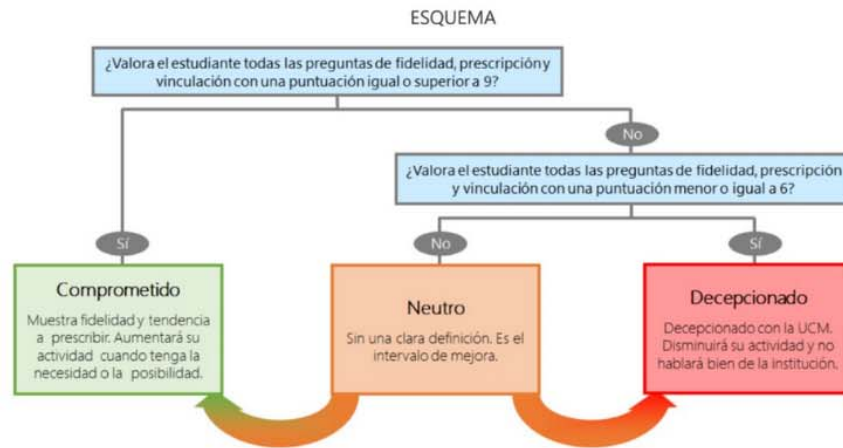 ESQUEMA
¿Valora el estudiante todas las preguntas de fidelidad, prescripción y
vinculación con una puntuación igual o superior a 9?
No
¿Valora el estudiante todas las preguntas de fidelidad, prescripción
y vinculación con una puntuación menor o igual a 6?
Sí
No
Sí
Comprometido
Muestra fidelidad y tendencia
a prescribir. Aumentará su
actividad cuando tenga la
necesidad o la posibilidad.
Neutro
Sin una clara definición. Es el
intervalo de mejora.
Decepcionado
Decepcionado con la UCM.
Disminuirá su actividad y no
hablará bien de la institución.